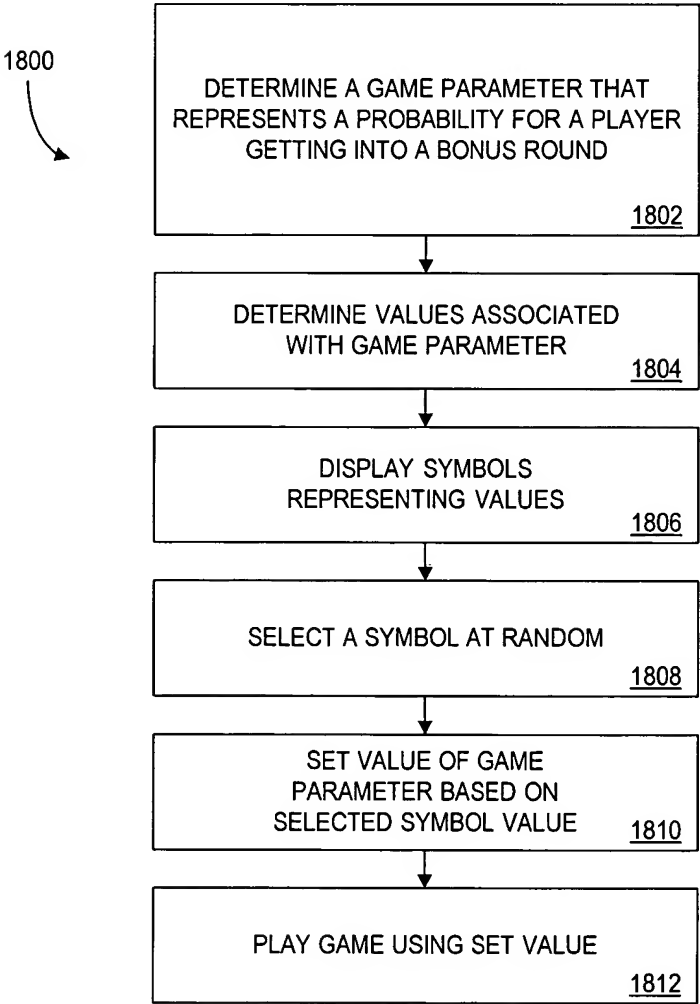 1800
DETERMINE A GAME PARAMETER THAT
REPRESENTS A PROBABILITY FOR A PLAYER
GETTING INTO A BONUS ROUND
1802
DETERMINE VALUES ASSOCIATED
WITH GAME PARAMETER
1804
DISPLAY SYMBOLS
REPRESENTING VALUES
1806
SELECT A SYMBOL AT RANDOM
1808
SET VALUE OF GAME
PARAMETER BASED ON
SELECTED SYMBOL VALUE
1810
PLAY GAME USING SET VALUE
1812